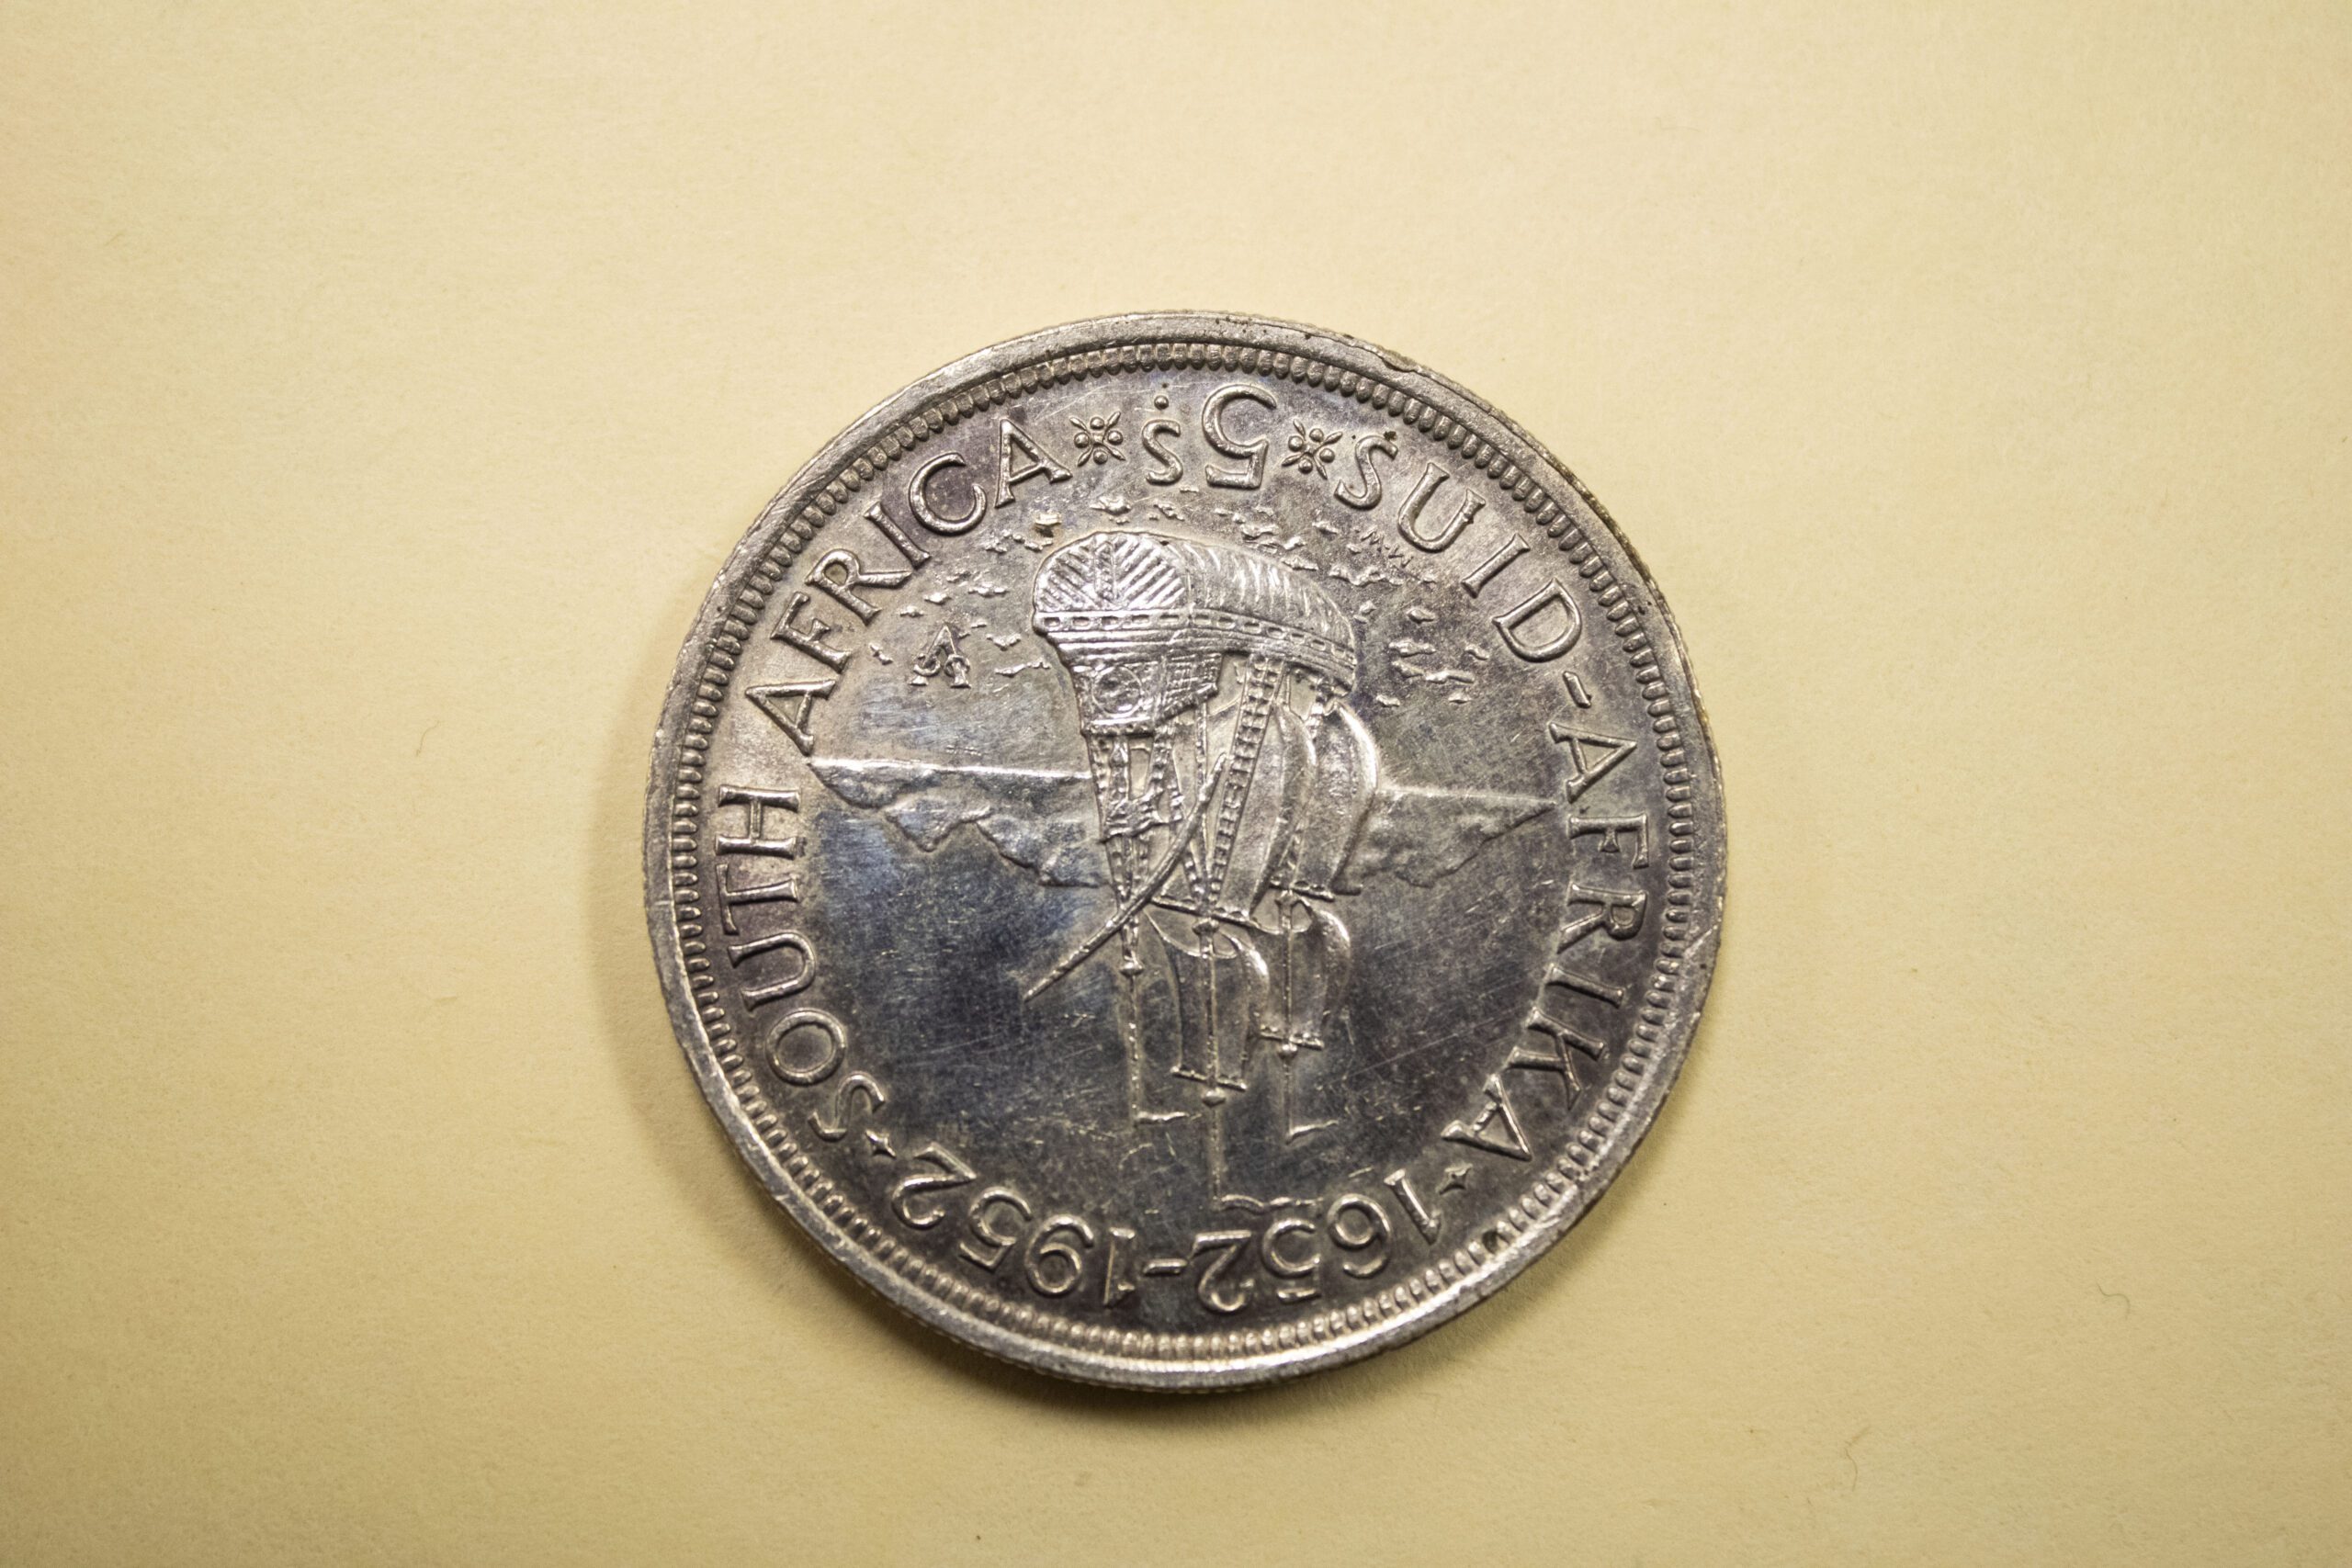 SUID-AFRIKA · 1652-1952 · SOUTH AFRICA
5S.